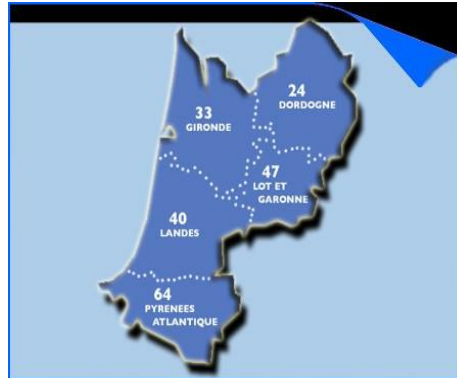 24
DORDOGNE
33
GIRONDE
47
LOT ET
GARONNE
40
LANDES
64
PYRENEES
ATLANTIQUE